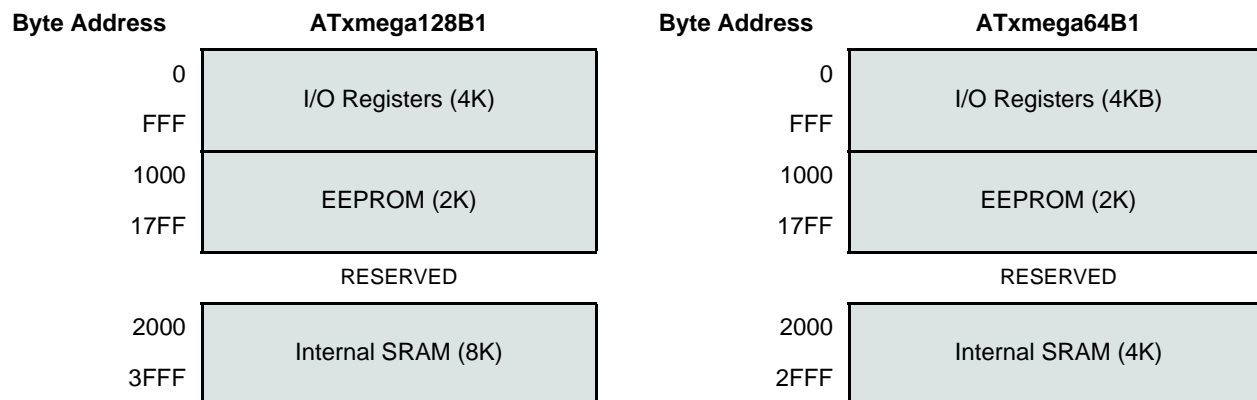 Byte Address ATxmega128B1
0
I/O Registers (4K)
FFF
1000
EEPROM (2K)
17FF
RESERVED
2000
Internal SRAM (8K)
3FFF
Byte Address ATxmega64B1
0
I/O Registers (4KB)
FFF
1000
EEPROM (2K)
17FF
RESERVED
2000
Internal SRAM (4K)
2FFF